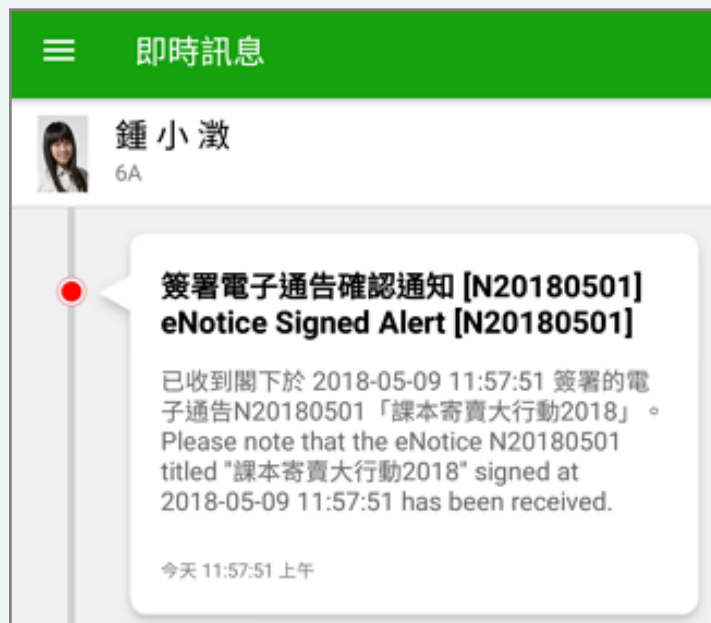 即時訊息
鍾 小 澂
6A
簽署電子通告確認通知 [N20180501]
eNotice Signed Alert [N20180501]
已收到閣下於 2018-05-09 11:57:51 簽署的電
子通告N20180501「課本寄賣大行動2018」。
Please note that the eNotice N20180501
titled "課本寄賣大行動2018" signed at
2018-05-09 11:57:51 has been received.
今天 11:57:51 上午